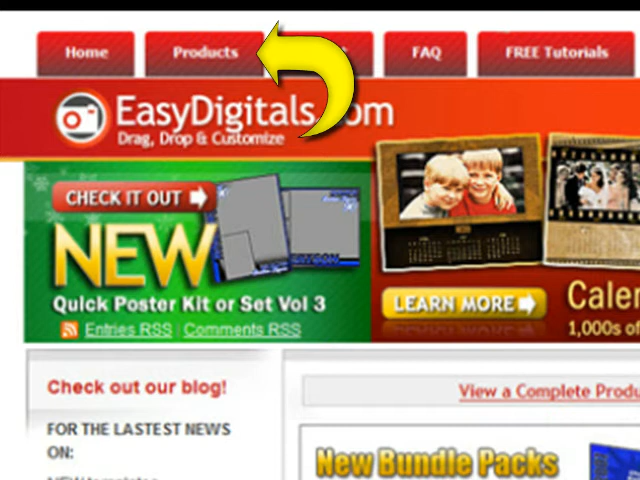 Home
Products
FAQ
FREE Tutorials
EasyDigitals.com
Drag, Drop & Customize
CHECK IT OUT
NEW
Quick Poster Kit or Set Vol 3
Entries RSS | Comments RSS
LEARN MORE
1,000s of
Check out our blog!
FOR THE LASTEST NEWS
ON:
View a Complete
New Bundle Packs